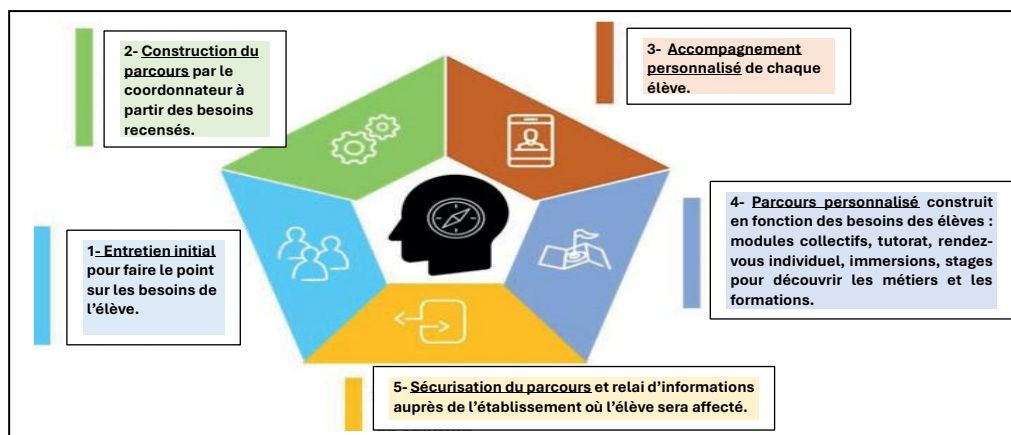 1- Entretien initial
pour faire le point
sur les besoins de
l’élève.
2- Construction du
parcours par le
coordonnateur à
partir des besoins
recensés.
3- Accompagnement
personnalisé de chaque
élève.
4- Parcours personnalisé construit
en fonction des besoins des élèves :
modules collectifs, tutorat, rendez-
vous individuel, immersions, stages
pour découvrir les métiers et les
formations.
5- Sécurisation du parcours et relai d’informations
auprès de l’établissement où l’élève sera affecté.